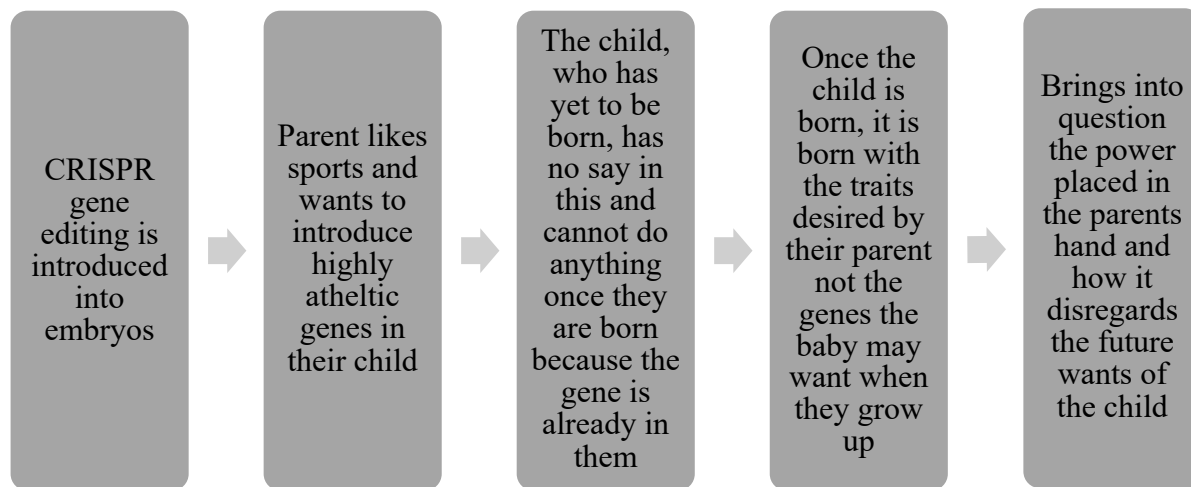 CRISPR
gene
editing is
introduced
into
embryos
Parent likes
sports and
wants to
introduce
highly
atheltic
genes in
their child
The child,
who has
yet to be
born, has
no say in
this and
cannot do
anything
once they
are born
because the
gene is
already in
them
Once the
child is
born, it is
born with
the traits
desired by
their parent
not the
genes the
baby may
want when
they grow
up
Brings into
question
the power
placed in
the parents
hand and
how it
disregards
the future
wants of
the child